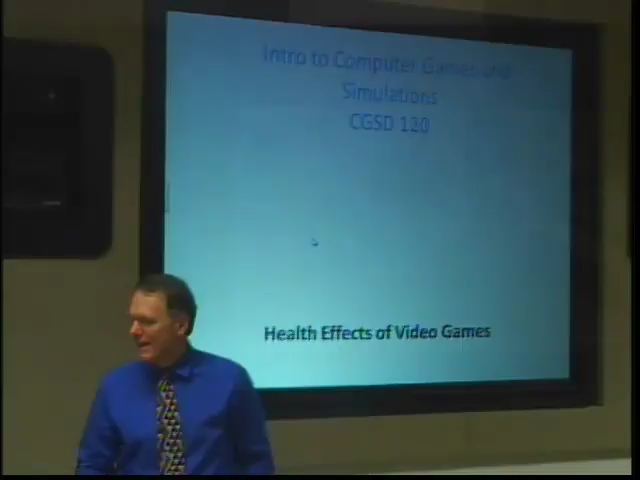 Intro to Computer Games and
Simulations
CGSD 120
Health Effects of Video Games